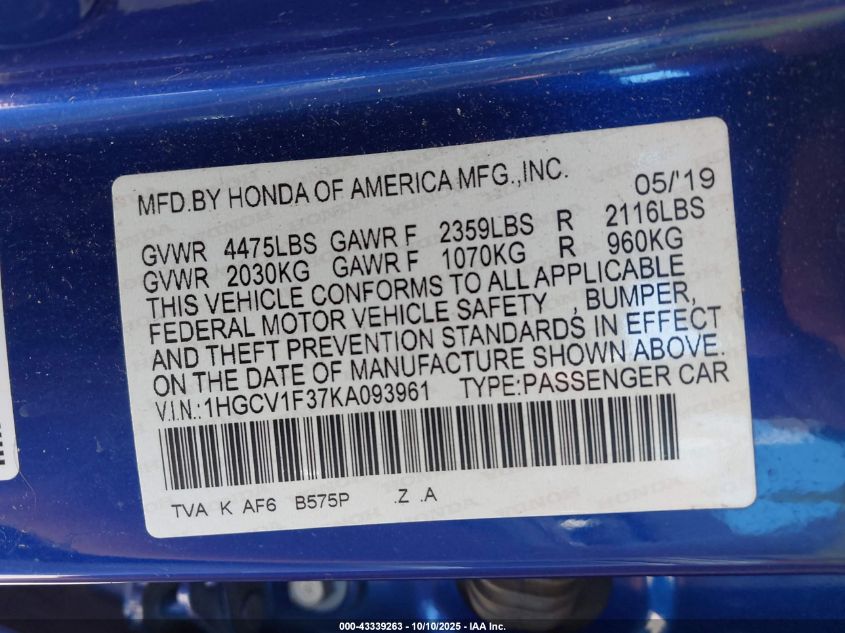 MFD.BY HONDA OF AMERICA MFG.,INC. 05/'19
GVWR 4475LBS GAWR F 2359LBS R 2116LBS
GVWR 2030KG GAWR F 1070KG R 960KG
THIS VEHICLE CONFORMS TO ALL APPLICABLE
FEDERAL MOTOR VEHICLE SAFETY , BUMPER,
AND THEFT PREVENTION STANDARDS IN EFFECT
ON THE DATE OF MANUFACTURE SHOWN ABOVE.
V.I.N.:1HGCV1F37KA093961 TYPE:PASSENGER CAR
TVA K AF6 B575P .Z .A
000-43339263 - 10/10/2025 - IAA Inc.